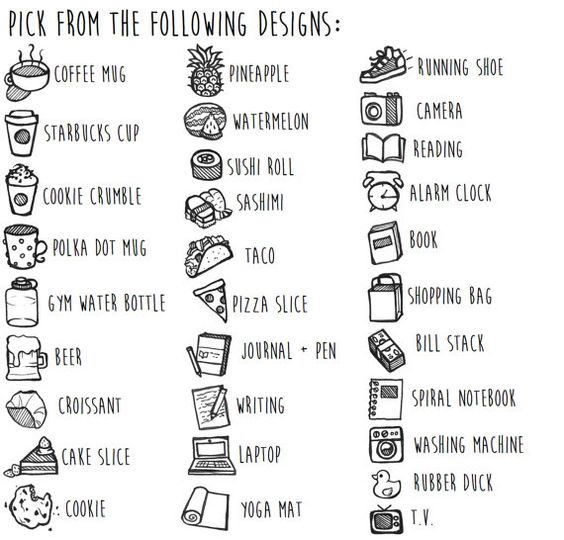 PICK FROM THE FOLLOWING DESIGNS:
COFFEE MUG
STARBUCKS CUP
COOKIE CRUMBLE
POLKA DOT MUG
GYM WATER BOTTLE
BEER
CROISSANT
CAKE SLICE
COOKIE
PINEAPPLE
WATERMELON
SUSHI ROLL
SASHIMI
TACO
PIZZA SLICE
JOURNAL + PEN
WRITING
LAPTOP
YOGA MAT
RUNNING SHOE
CAMERA
READING
ALARM CLOCK
BOOK
SHOPPING BAG
BILL STACK
SPIRAL NOTEBOOK
WASHING MACHINE
RUBBER DUCK
T.V.